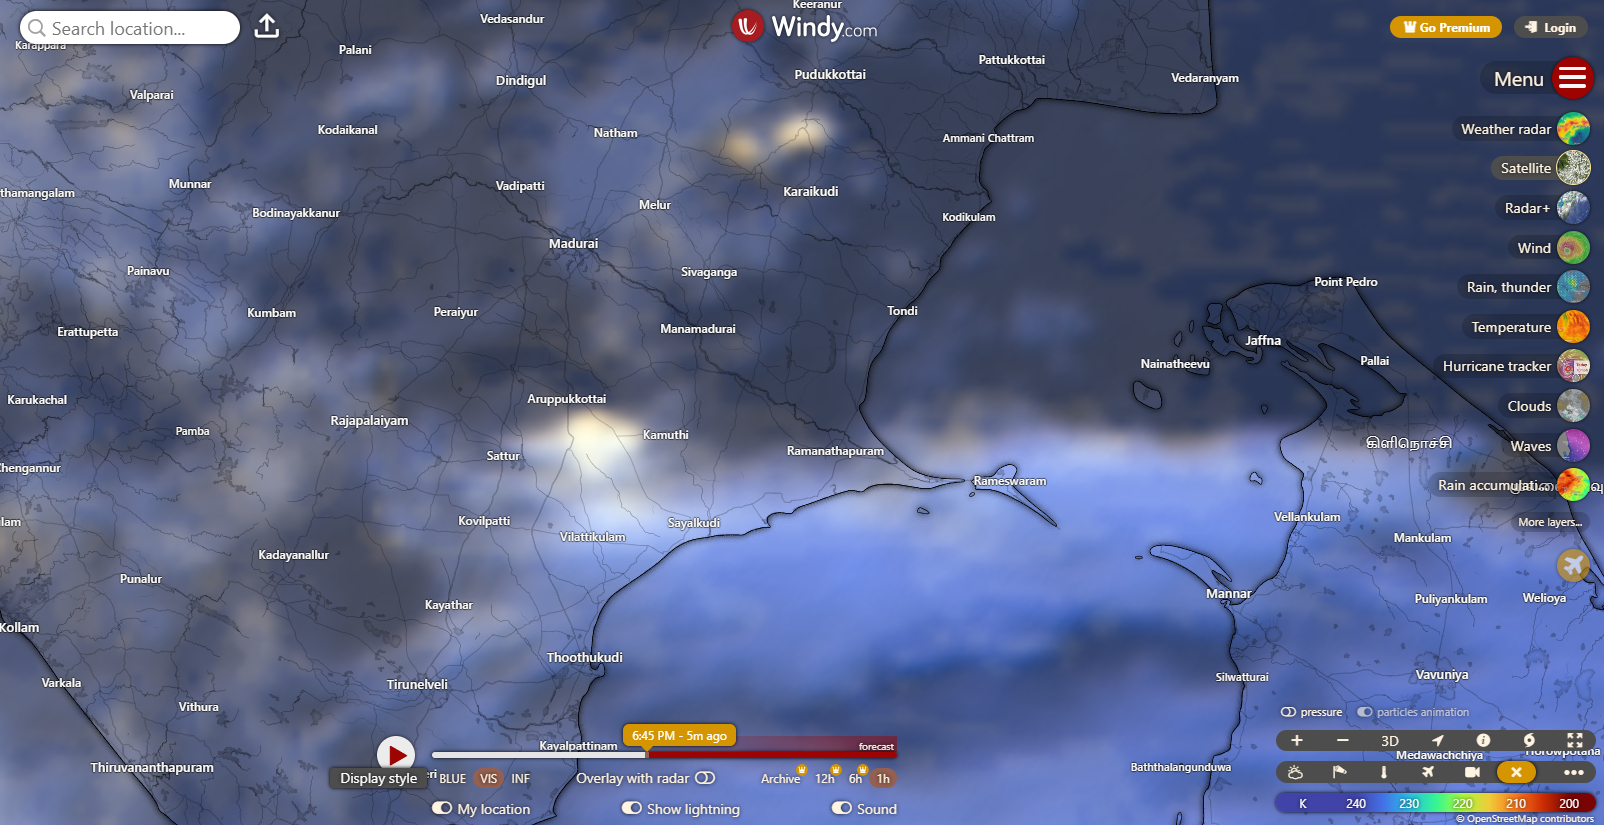 Search location...
Windy.com
Go Premium
Login
Menu
Weather radar
Satellite
Radar+
Wind
Rain, thunder
Temperature
Hurricane tracker
Clouds
Waves
Rain accumulati...
More layers...
Keeranur
Vedasandur
Karappara
Palani
Pattukkottai
Pudukkottai
Vedaranyam
Dindigul
Valparai
Kodaikanal
Natham
Ammani Chattram
Munnar
Vadipatti
Karaikudi
thamangalam
Bodinayakkanur
Melur
Kodikulam
Madurai
Painavu
Sivaganga
Point Pedro
Kumbam
Peraiyur
Tondi
Erattupetta
Manamadurai
Jaffna
Nainatheevu
Pallai
Karukachal
Aruppukkottai
Rajapalaiyam
Pamba
Kamuthi
கிளிநொச்சி
Sattur
Ramanathapuram
Chengannur
Rameswaram
lam
Kovilpatti
Sayalkudi
Vellankulam
Vilattikulam
Mankulam
Kadayanallur
Punalur
Kayathar
Mannar
Puliyankulam
Welioya
Kollam
Thoothukudi
Varkala
Tirunelveli
Silwatturai
Vavuniya
Vithura
Kayalpattinam
Thiruvananthapuram
Baththalangunduwa
Medawachchiya
Horowpotana
6:45 PM - 5m ago
forecast
Display style
eri
BLUE
VIS
INF
Overlay with radar
Archive
12h
6h
1h
My location
Show lightning
Sound
pressure
particles animation
3D
K 240 230 220 210 200
© OpenStreetMap contributors